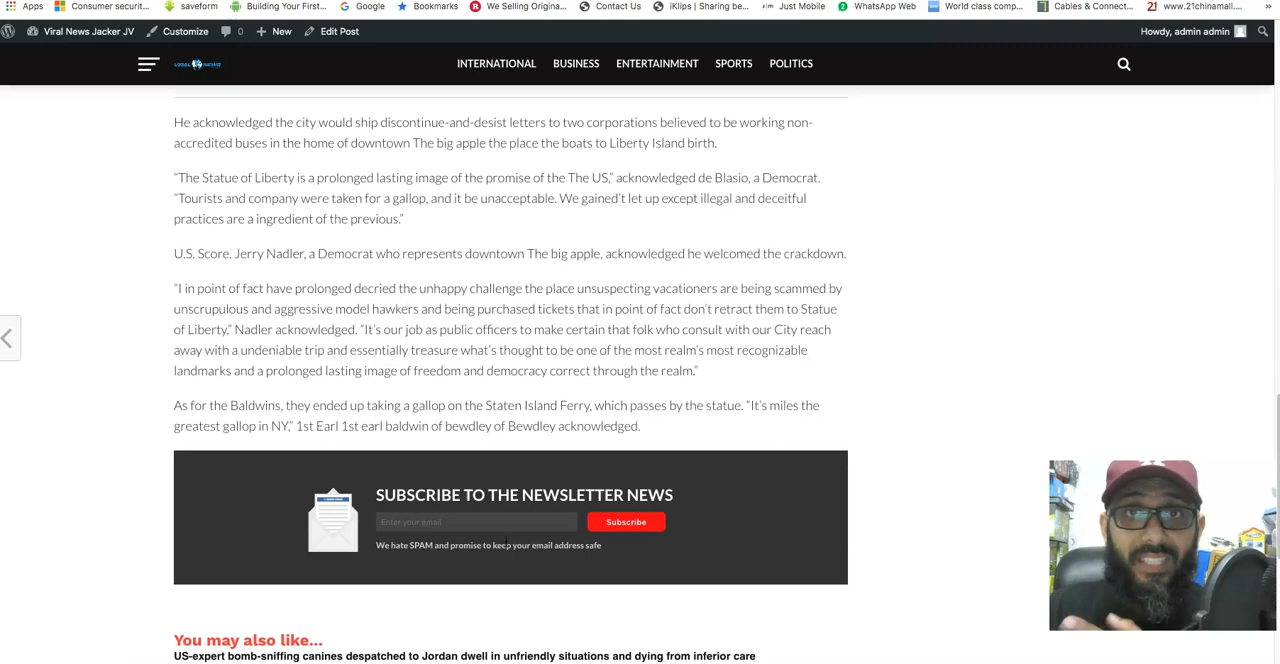 Apps Consumer securit... saveform Building Your First... Google Bookmarks We Selling Origina... Contact Us iKlips | Sharing be... Just Mobile WhatsApp Web World class comp... Cables & Connect... www.21chinamall.... »
Viral News Jacker JV Customize 0 New Edit Post Howdy, admin admin
VIRAL NEWS INTERNATIONAL BUSINESS ENTERTAINMENT SPORTS POLITICS
He acknowledged the city would ship discontinue-and-desist letters to two corporations believed to be working non-
accredited buses in the home of downtown The big apple the place the boats to Liberty Island birth.
“The Statue of Liberty is a prolonged lasting image of the promise of the The US,” acknowledged de Blasio, a Democrat.
“Tourists and company were taken for a gallop, and it be unacceptable. We gained’t let up except illegal and deceitful
practices are a ingredient of the previous.”
U.S. Score. Jerry Nadler, a Democrat who represents downtown The big apple, acknowledged he welcomed the crackdown.
“I in point of fact have prolonged decried the unhappy challenge the place unsuspecting vacationers are being scammed by
unscrupulous and aggressive model hawkers and being purchased tickets that in point of fact don’t retract them to Statue
of Liberty,” Nadler acknowledged. “It’s our job as public officers to make certain that folk who consult with our City reach
away with a undeniable trip and essentially treasure what’s thought to be one of the most realm’s most recognizable
landmarks and a prolonged lasting image of freedom and democracy correct through the realm.”
As for the Baldwins, they ended up taking a gallop on the Staten Island Ferry, which passes by the statue. “It’s miles the
greatest gallop in NY,” 1st Earl 1st earl baldwin of bewdley of Bewdley acknowledged.
SUBSCRIBE TO THE NEWSLETTER NEWS
Enter your email Subscribe
We hate SPAM and promise to keep your email address safe
You may also like...
US-expert bomb-sniffing canines despatched to Jordan dwell in unfriendly situations and dying from inferior care